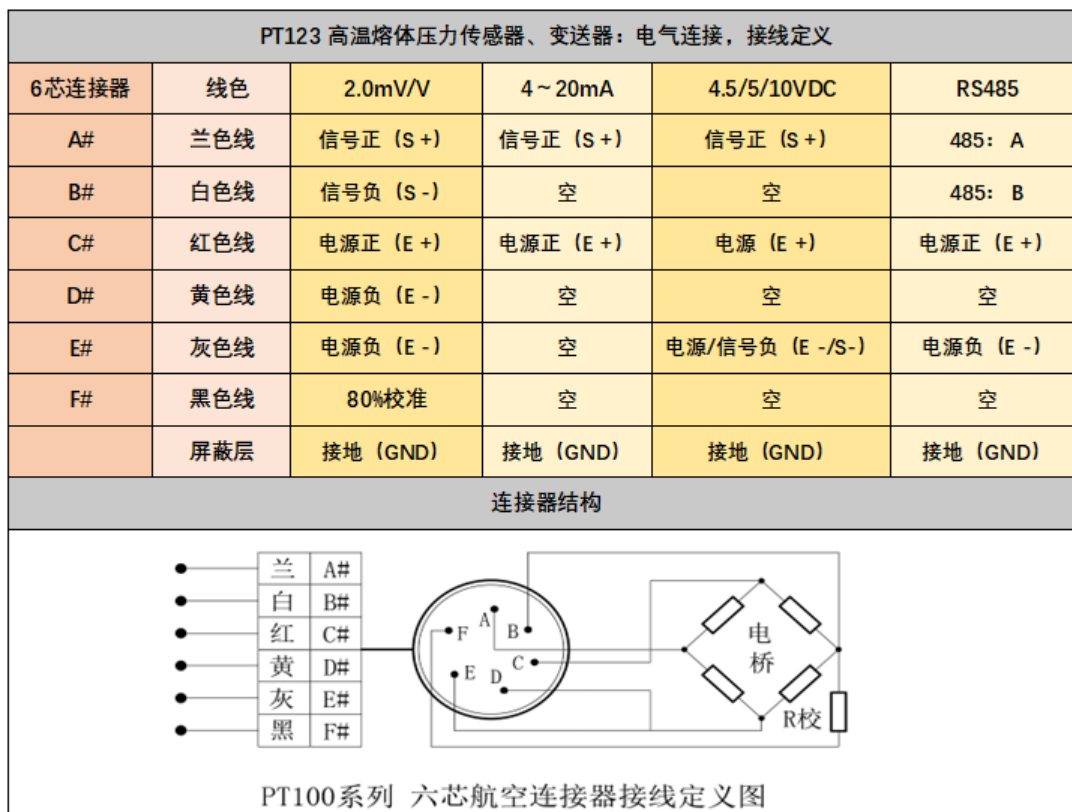 PT123 高温熔体压力传感器、变送器：电气连接，接线定义
6芯连接器 线色 2.0mV/V 4～20mA 4.5/5/10VDC RS485
A# 兰色线 信号正（S +） 信号正（S +） 信号正（S +） 485：A
B# 白色线 信号负（S -） 空 空 485：B
C# 红色线 电源正（E +） 电源正（E +） 电源（E +） 电源正（E +）
D# 黄色线 电源负（E -） 空 空 空
E# 灰色线 电源负（E -） 空 电源/信号负（E -/S-） 电源负（E -）
F# 黑色线 80%校准 空 空 空
屏蔽层 接地（GND） 接地（GND） 接地（GND） 接地（GND）
连接器结构
兰 A#
白 B#
红 C#
黄 D#
灰 E#
黑 F#
A
F B
C
E D
电
桥
R校
PT100系列 六芯航空连接器接线定义图